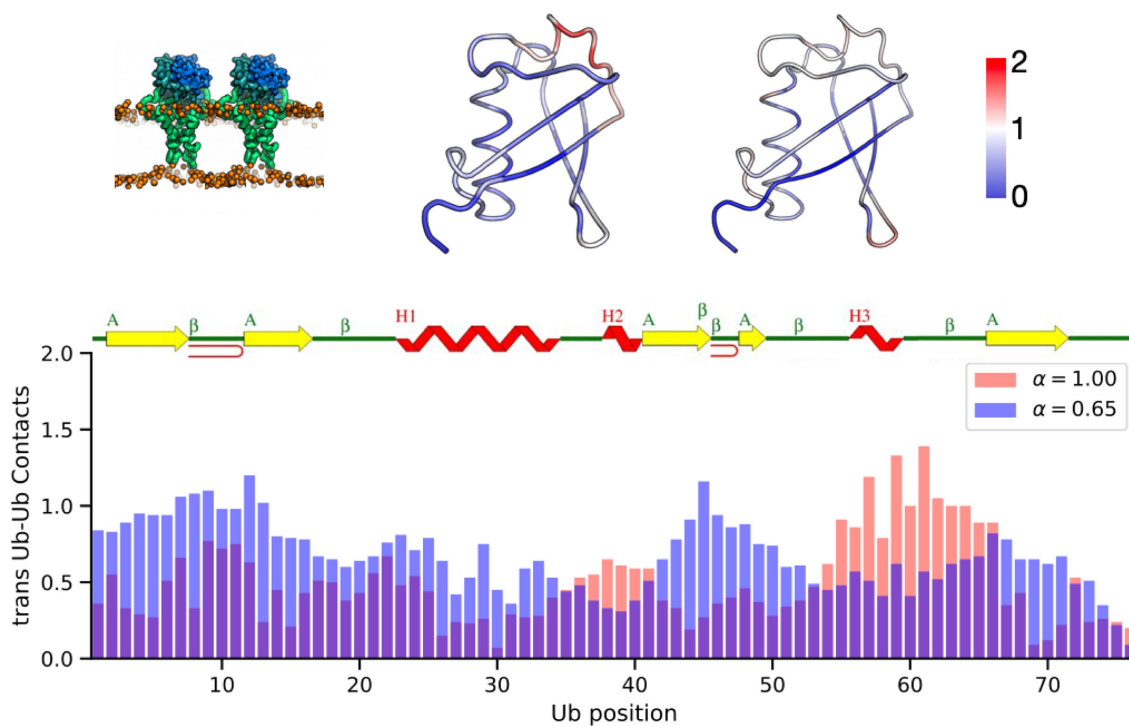 2
1
0
A β A β H1 H2 A β β A β H3 β A
2.0
1.5
1.0
0.5
0.0
trans Ub-Ub Contacts
α = 1.00
α = 0.65
10 20 30 40 50 60 70
Ub position